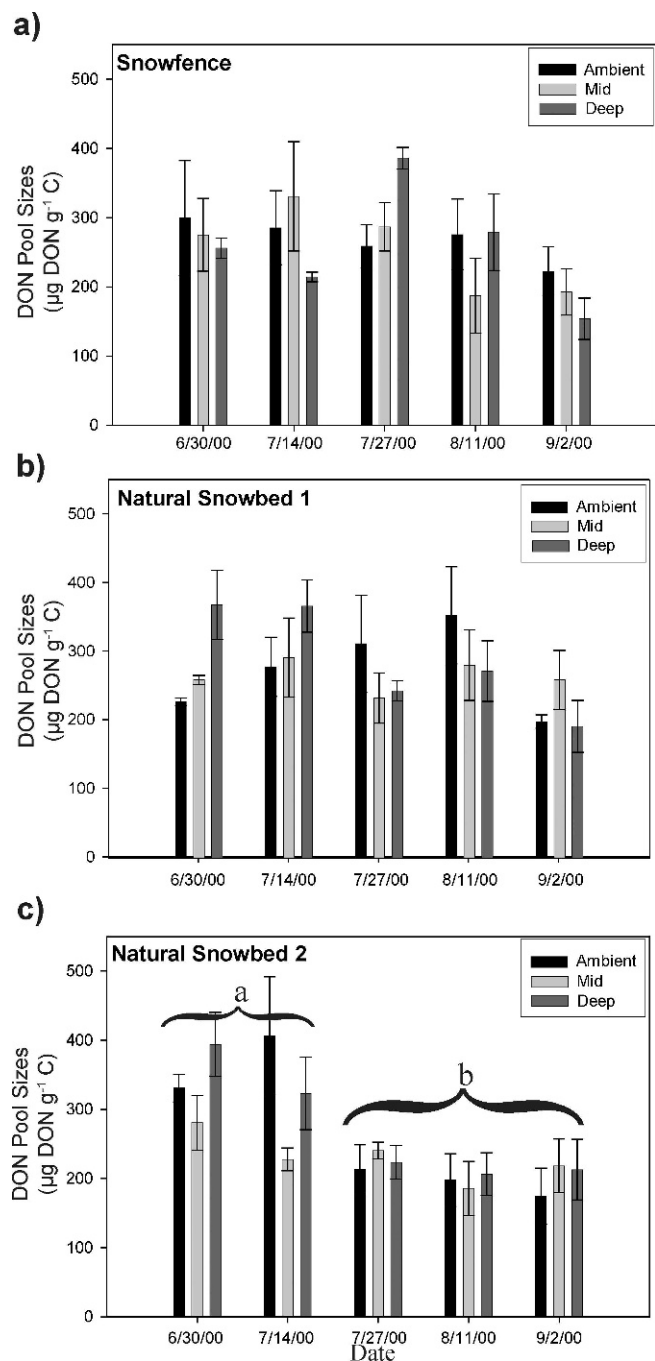 a)
Snowfence
Ambient
Mid
Deep
500
400
300
200
100
0
DON Pool Sizes
(µg DON g⁻¹ C)
6/30/00 7/14/00 7/27/00 8/11/00 9/2/00
b)
Natural Snowbed 1
Ambient
Mid
Deep
500
400
300
200
100
0
DON Pool Sizes
(µg DON g⁻¹ C)
6/30/00 7/14/00 7/27/00 8/11/00 9/2/00
c)
Natural Snowbed 2
Ambient
Mid
Deep
a
b
500
400
300
200
100
0
DON Pool Sizes
(µg DON g⁻¹ C)
6/30/00 7/14/00 7/27/00 8/11/00 9/2/00
Date